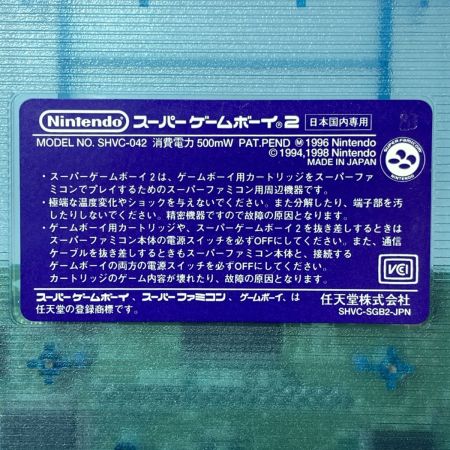 Nintendo スーパーゲームボーイ®2 日本国内専用
MODEL NO. SHVC-042 消費電力 500mW PAT.PEND Ⓜ 1996 Nintendo
© 1994,1998 Nintendo
MADE IN JAPAN
SUPER FAMICOM
NINTENDO
・スーパーゲームボーイ2は、ゲームボーイ用カートリッジをスーパーファ
ミコンでプレイするためのスーパーファミコン用周辺機器です。
・極端な温度変化やショックを与えないでください。また分解したり、端子部を汚
したりしないでください。精密機器ですので故障の原因となります。
・ゲームボーイ用カートリッジや、スーパーゲームボーイ2を抜き差しするときは
スーパーファミコン本体の電源スイッチを必ずOFFにしてください。また、通信
ケーブルを抜き差しするときもスーパーファミコン本体と、接続する
ゲームボーイの両方の電源スイッチを必ずOFFにしてください。
カートリッジのゲーム内容が壊れたり、故障の原因となります。
VCI
スーパーゲームボーイ、スーパーファミコン、ゲームボーイ、は
任天堂の登録商標です。
任天堂株式会社
SHVC-SGB2-JPN